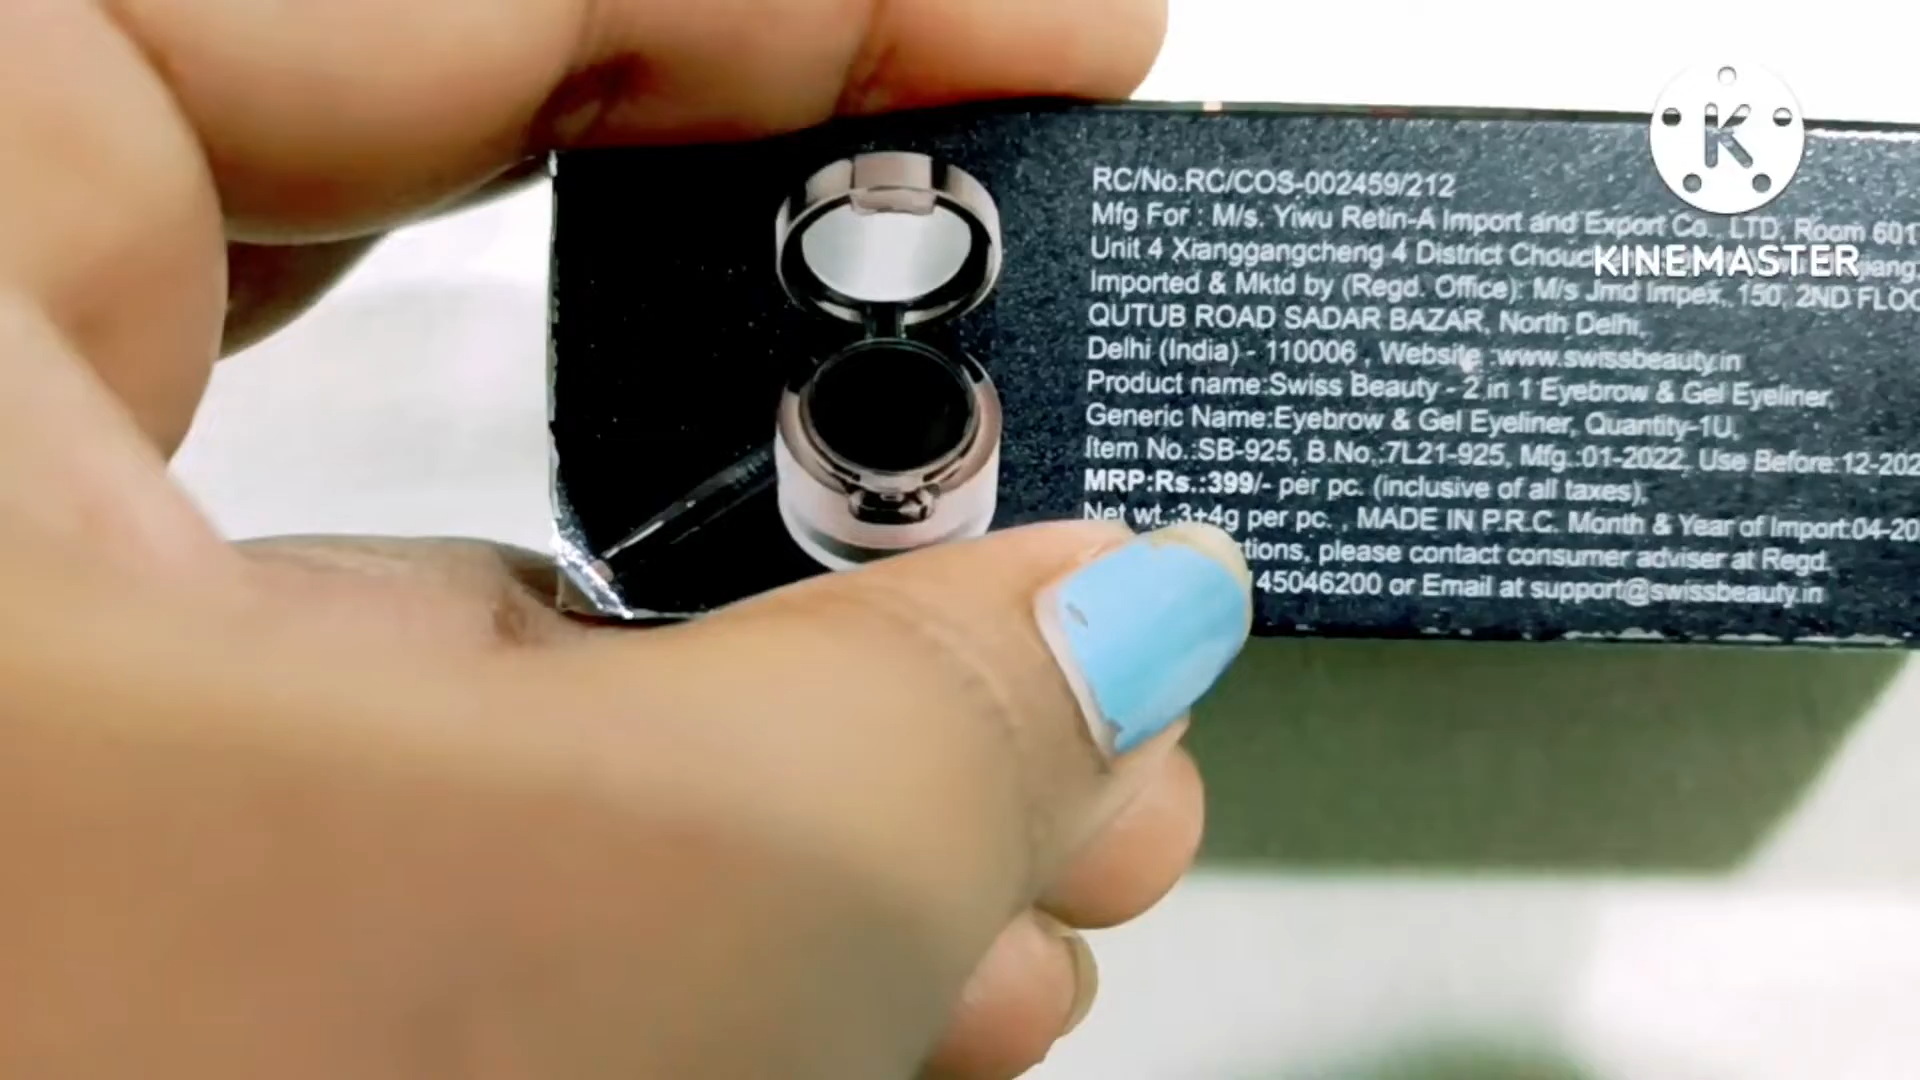 RC/No.RC/COS-002459/212
Mfg For : M/s. Yiwu Retin-A Import and Export Co., LTD, Room 601
Unit 4 Xianggangcheng 4 District
Imported & Mktd by (Regd. Office): M/s Jmd Impex, 150, 2ND
QUTUB ROAD SADAR BAZAR, North Delhi,
Delhi (India) - 110006 , Website :www.swissbeauty.in
Product name:Swiss Beauty - 2 in 1 Eyebrow & Gel Eyeliner,
Generic Name:Eyebrow & Gel Eyeliner, Quantity-1U,
Item No.:SB-925, B.No.:7L21-925, Mfg.:01-2022, Use Before:
MRP:Rs.:399/- per pc. (inclusive of all taxes),
Net wt.:3+4g per pc. , MADE IN P.R.C. Month & Year of Import:
please contact consumer adviser at Regd.
45046200 or Email at support@swissbeauty.in
K
KINEMASTER